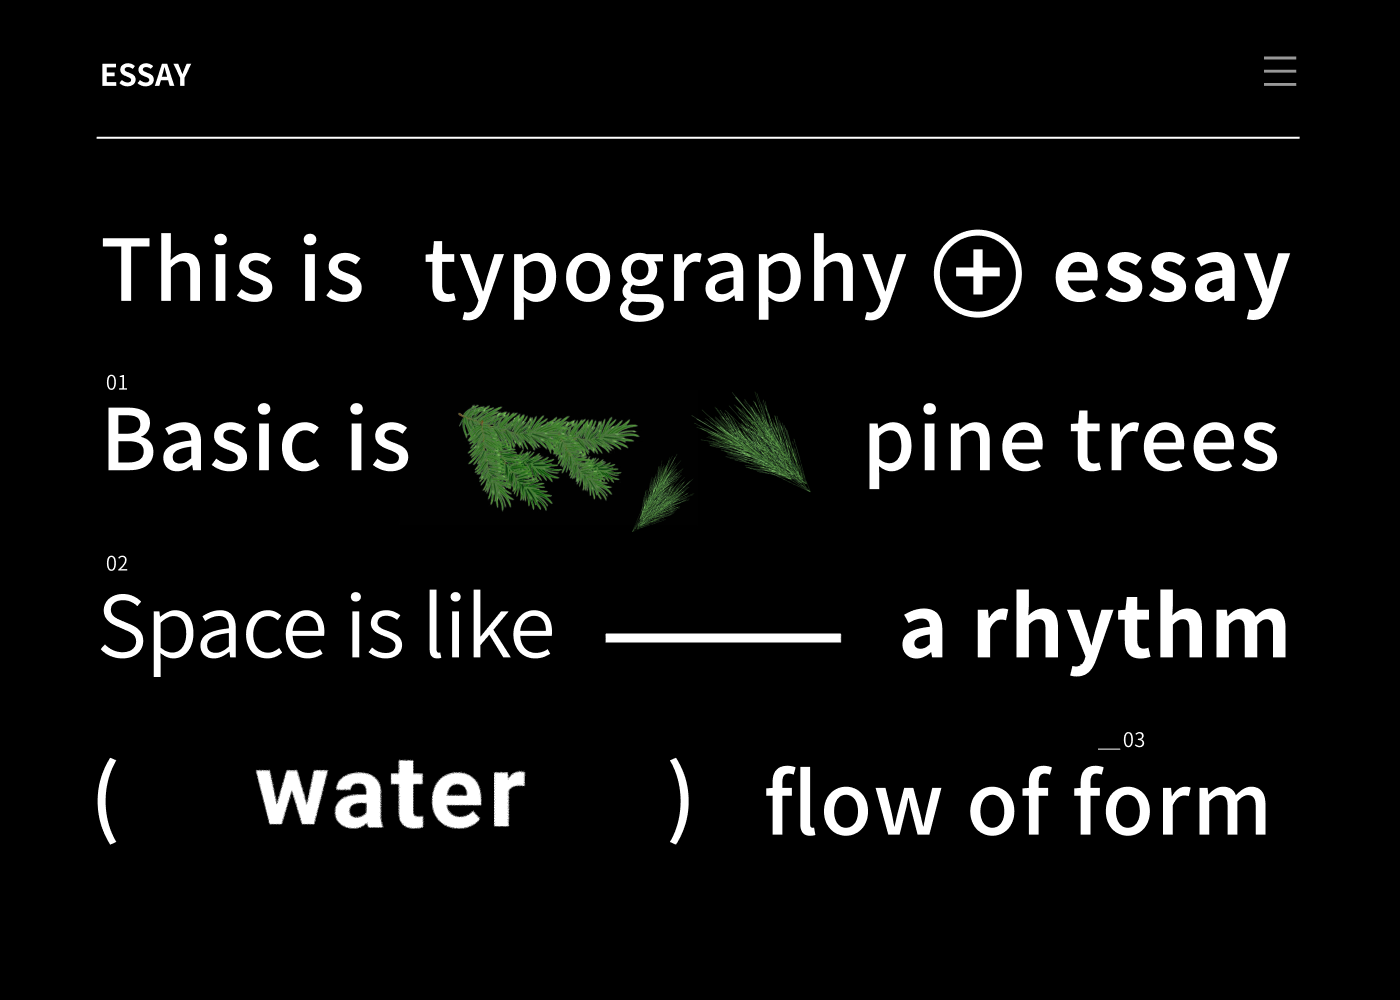 ESSAY
This is typography ⊕ essay
01
Basic is pine trees
02
Space is like — a rhythm
__03
( water ) flow of form